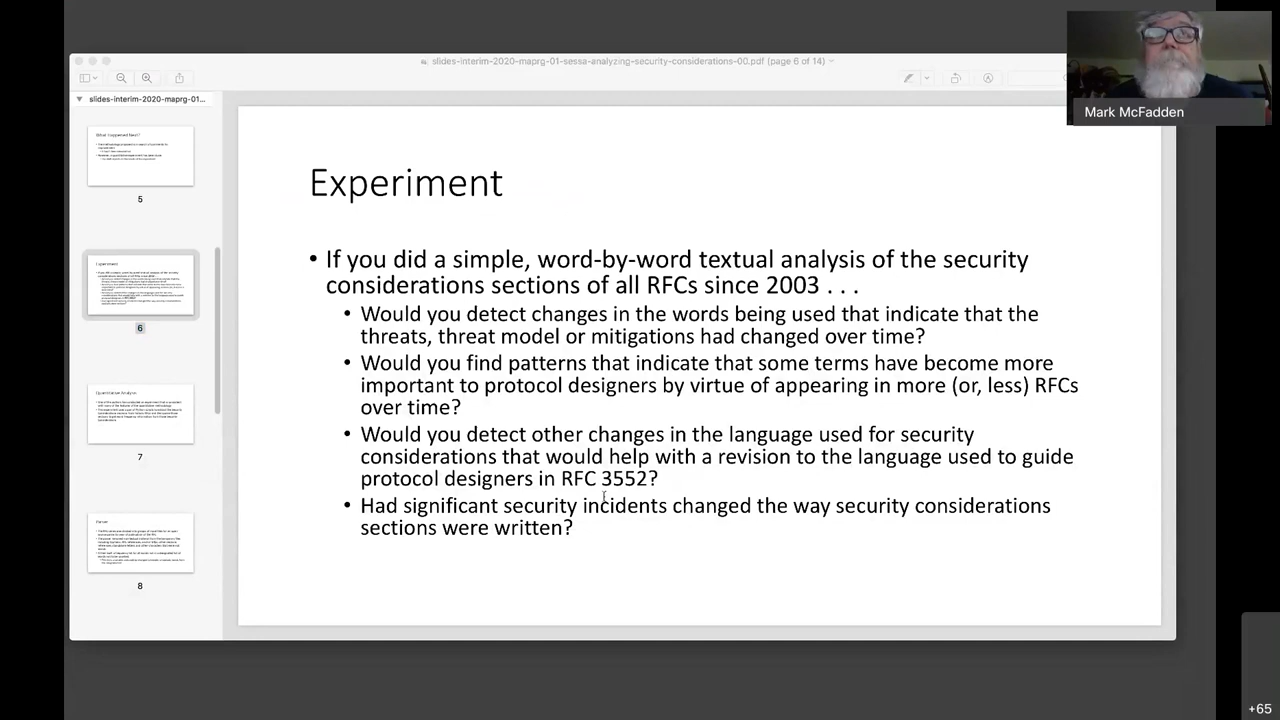 slides-interim-2020-maprg-01-sessa-analyzing-security-considerations-00.pdf (page 6 of 14)
Mark McFadden
slides-interim-2020-maprg-01...
What Happened Next?
5
Experiment
6
Quantitative Analysis
7
Parser
8
Experiment
• If you did a simple, word-by-word textual analysis of the security
considerations sections of all RFCs since 2003 . . .
• Would you detect changes in the words being used that indicate that the
threats, threat model or mitigations had changed over time?
• Would you find patterns that indicate that some terms have become more
important to protocol designers by virtue of appearing in more (or, less) RFCs
over time?
• Would you detect other changes in the language used for security
considerations that would help with a revision to the language used to guide
protocol designers in RFC 3552?
• Had significant security incidents changed the way security considerations
sections were written?
+65